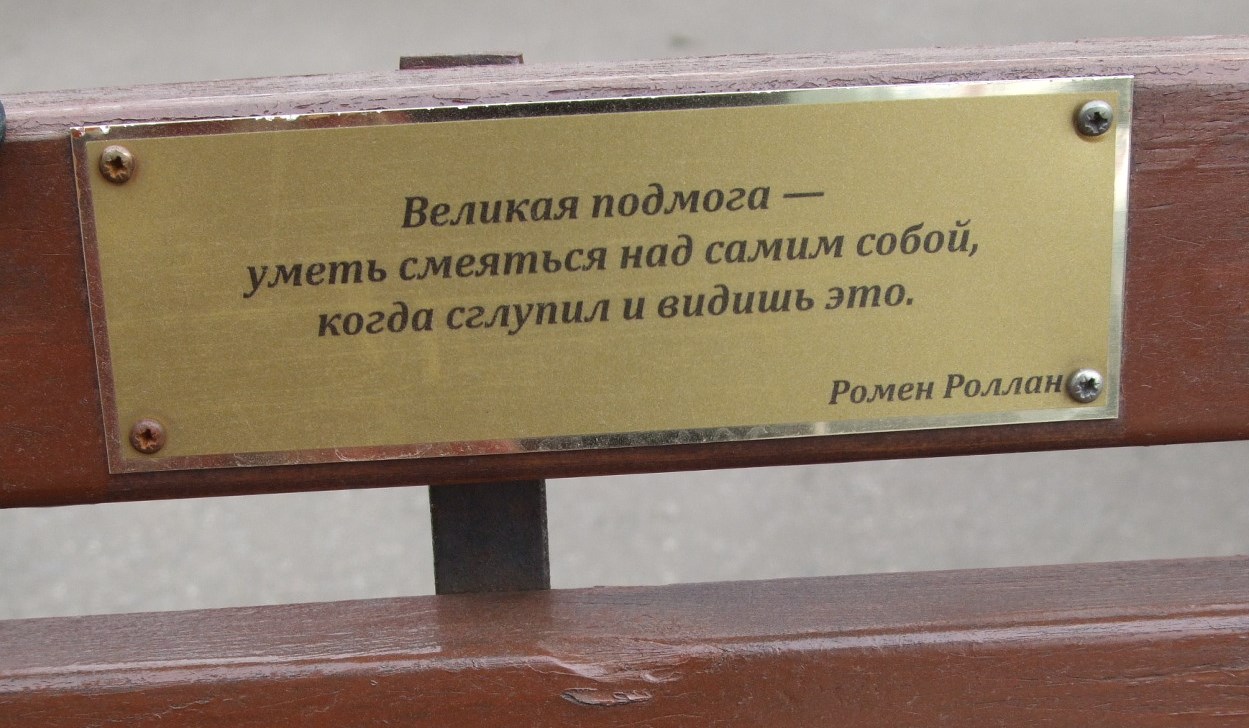 Великая подмога —
уметь смеяться над самим собой,
когда сглупил и видишь это.
Ромен Роллан